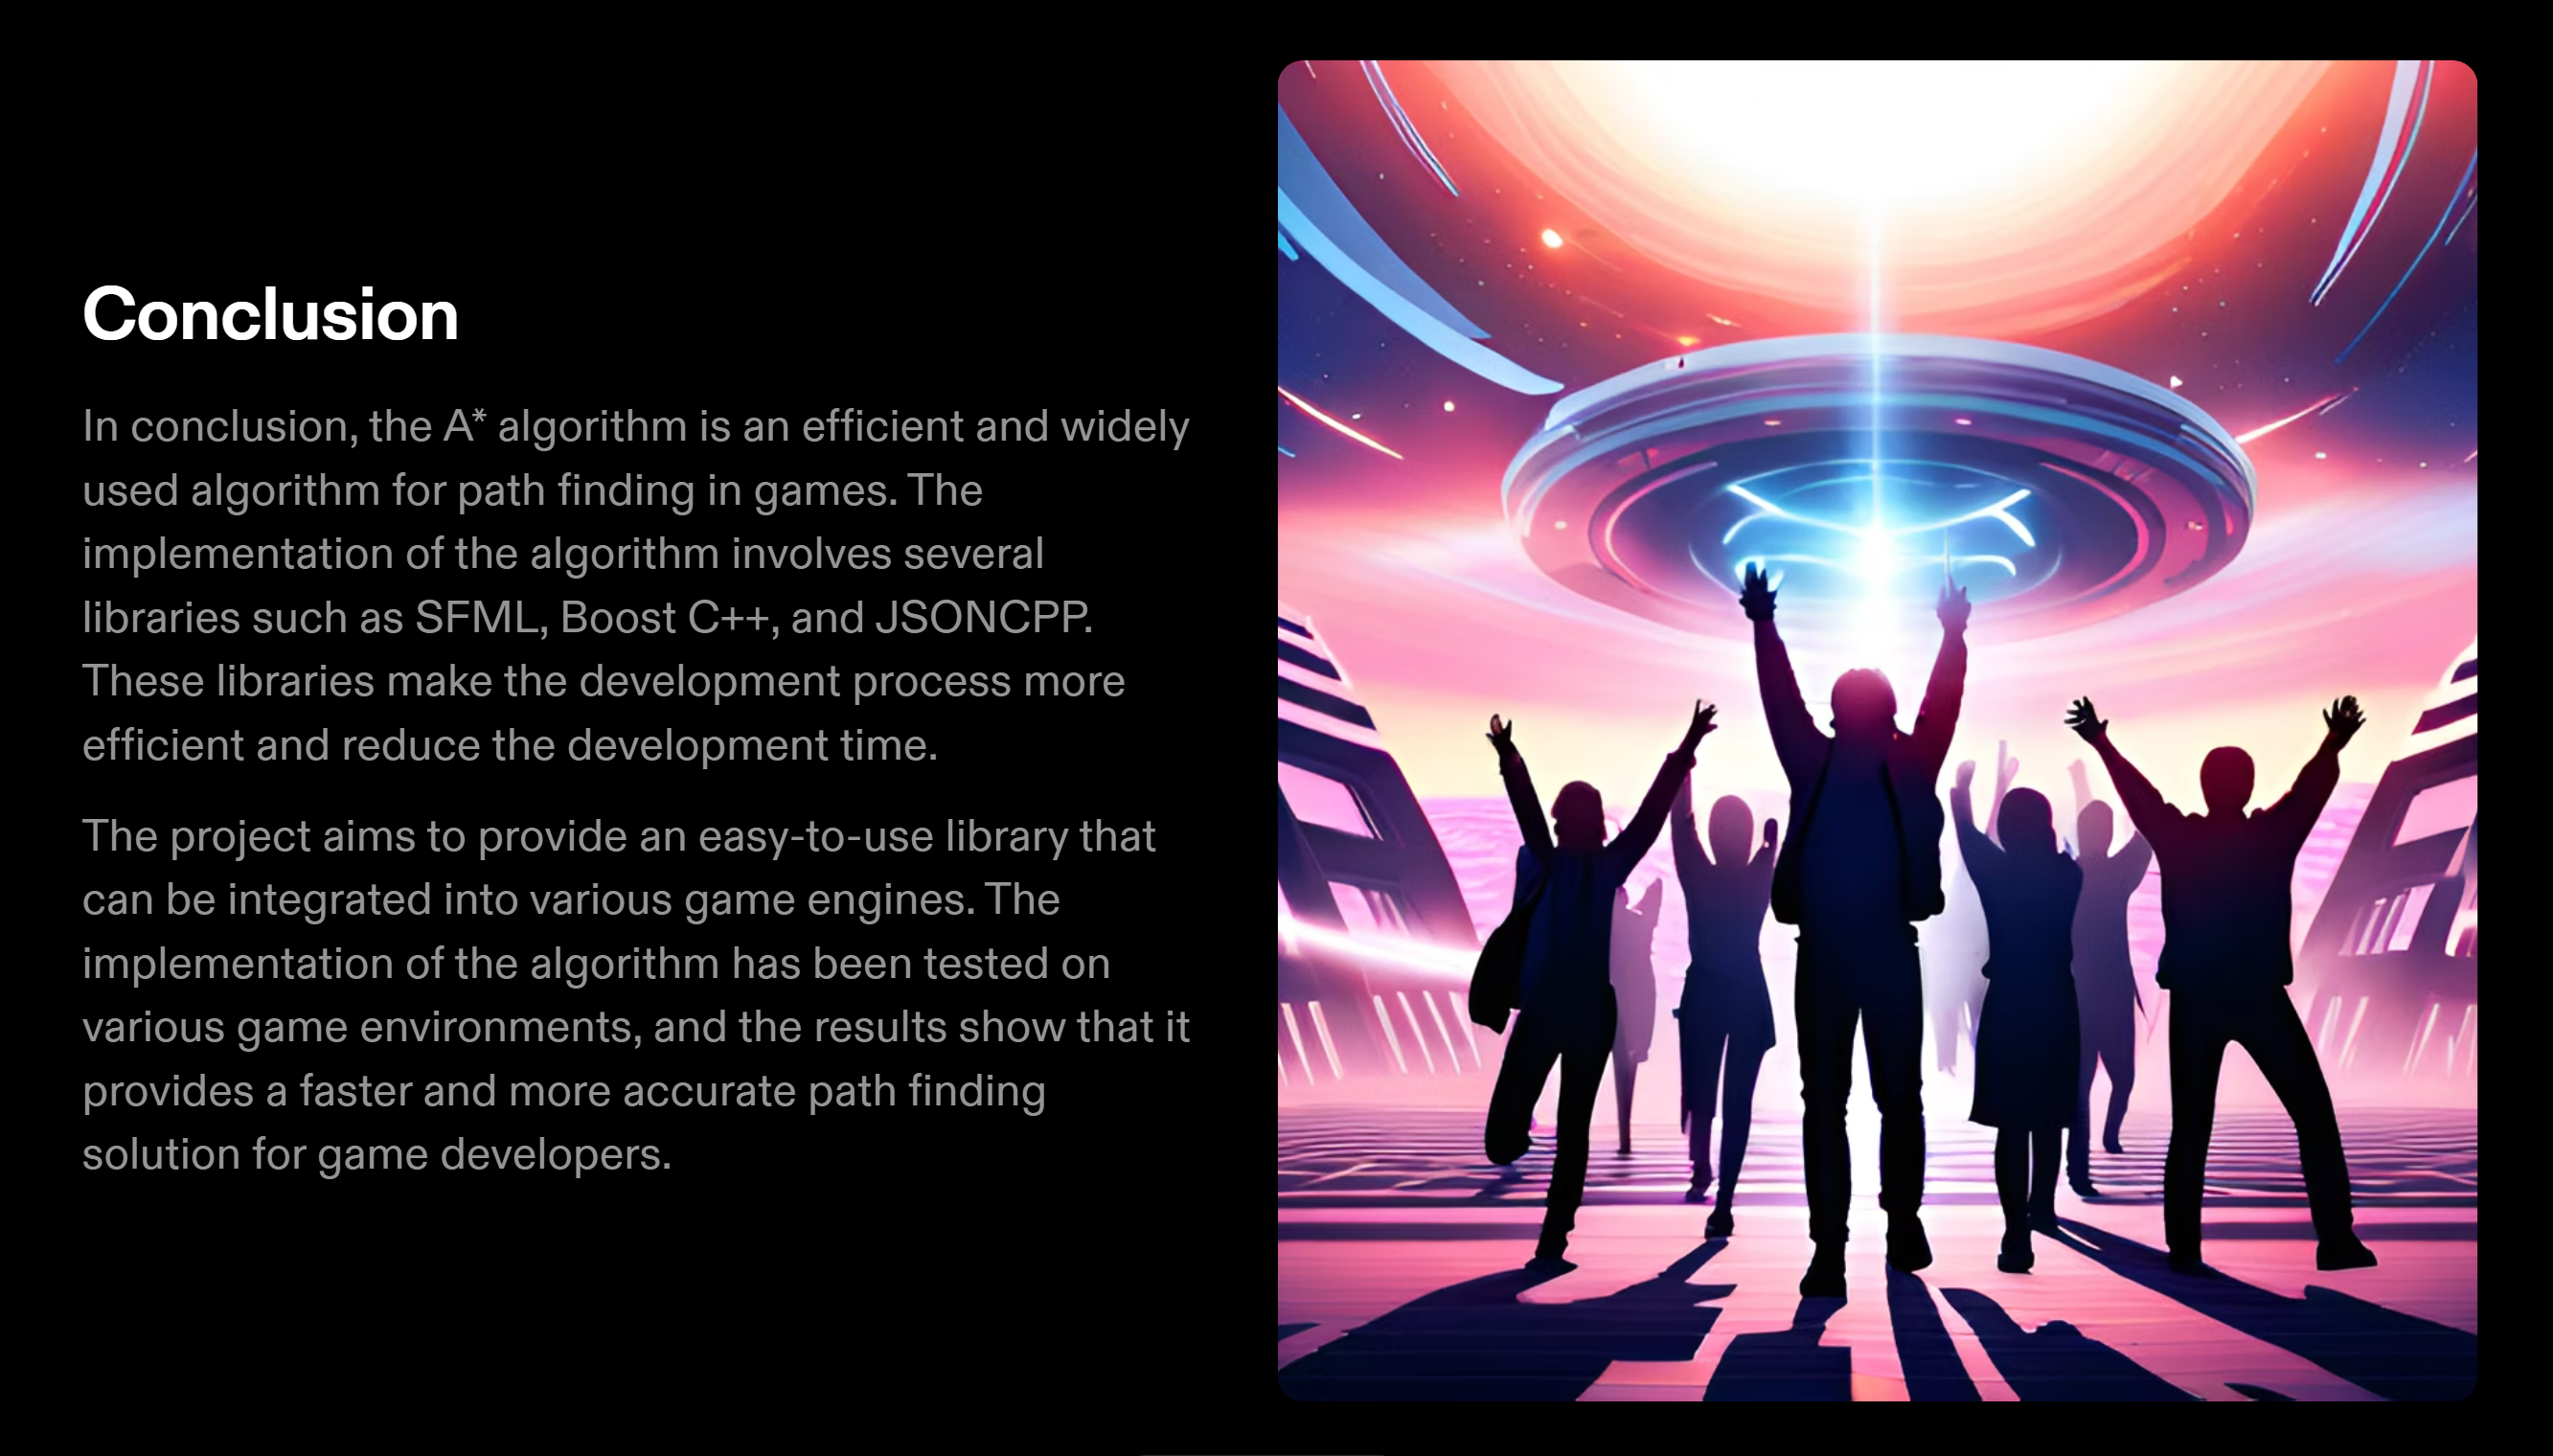 Conclusion
In conclusion, the A* algorithm is an efficient and widely
used algorithm for path finding in games. The
implementation of the algorithm involves several
libraries such as SFML, Boost C++, and JSONCPP.
These libraries make the development process more
efficient and reduce the development time.
The project aims to provide an easy-to-use library that
can be integrated into various game engines. The
implementation of the algorithm has been tested on
various game environments, and the results show that it
provides a faster and more accurate path finding
solution for game developers.